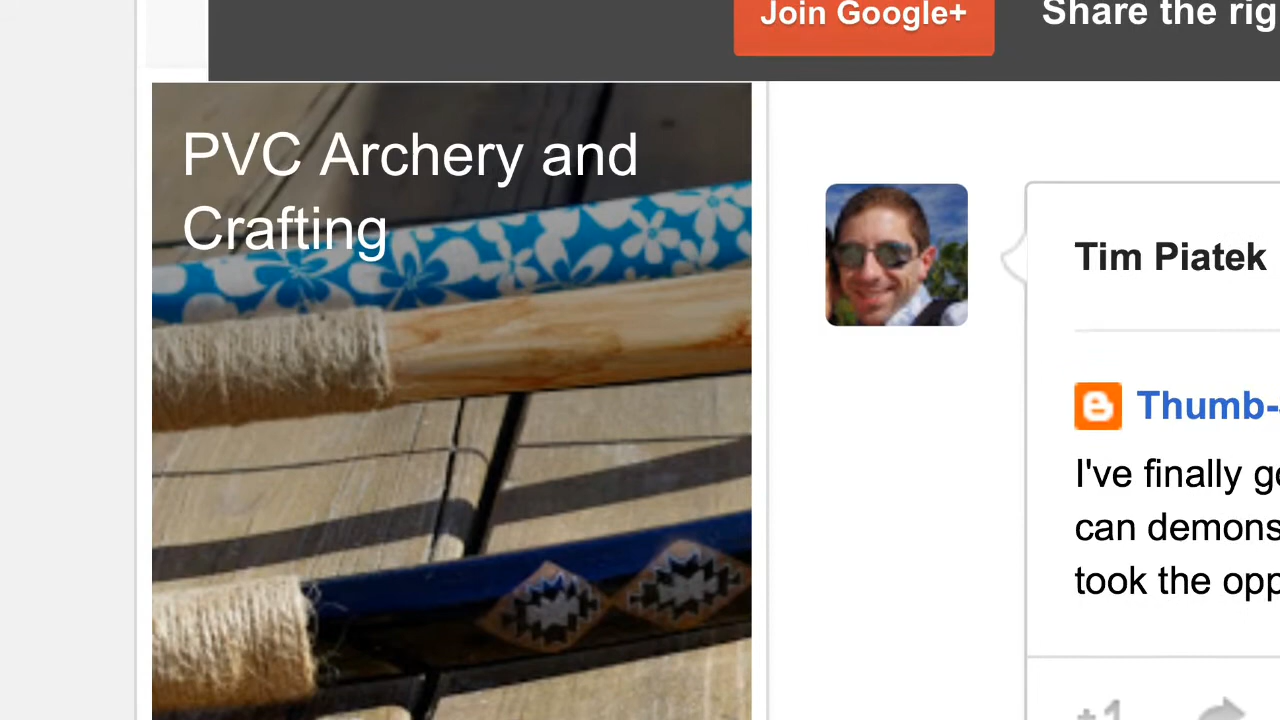 Join Google+
Share the rig
PVC Archery and
Crafting
Tim Piatek
Thumb-
I've finally go
can demons
took the opp
+1